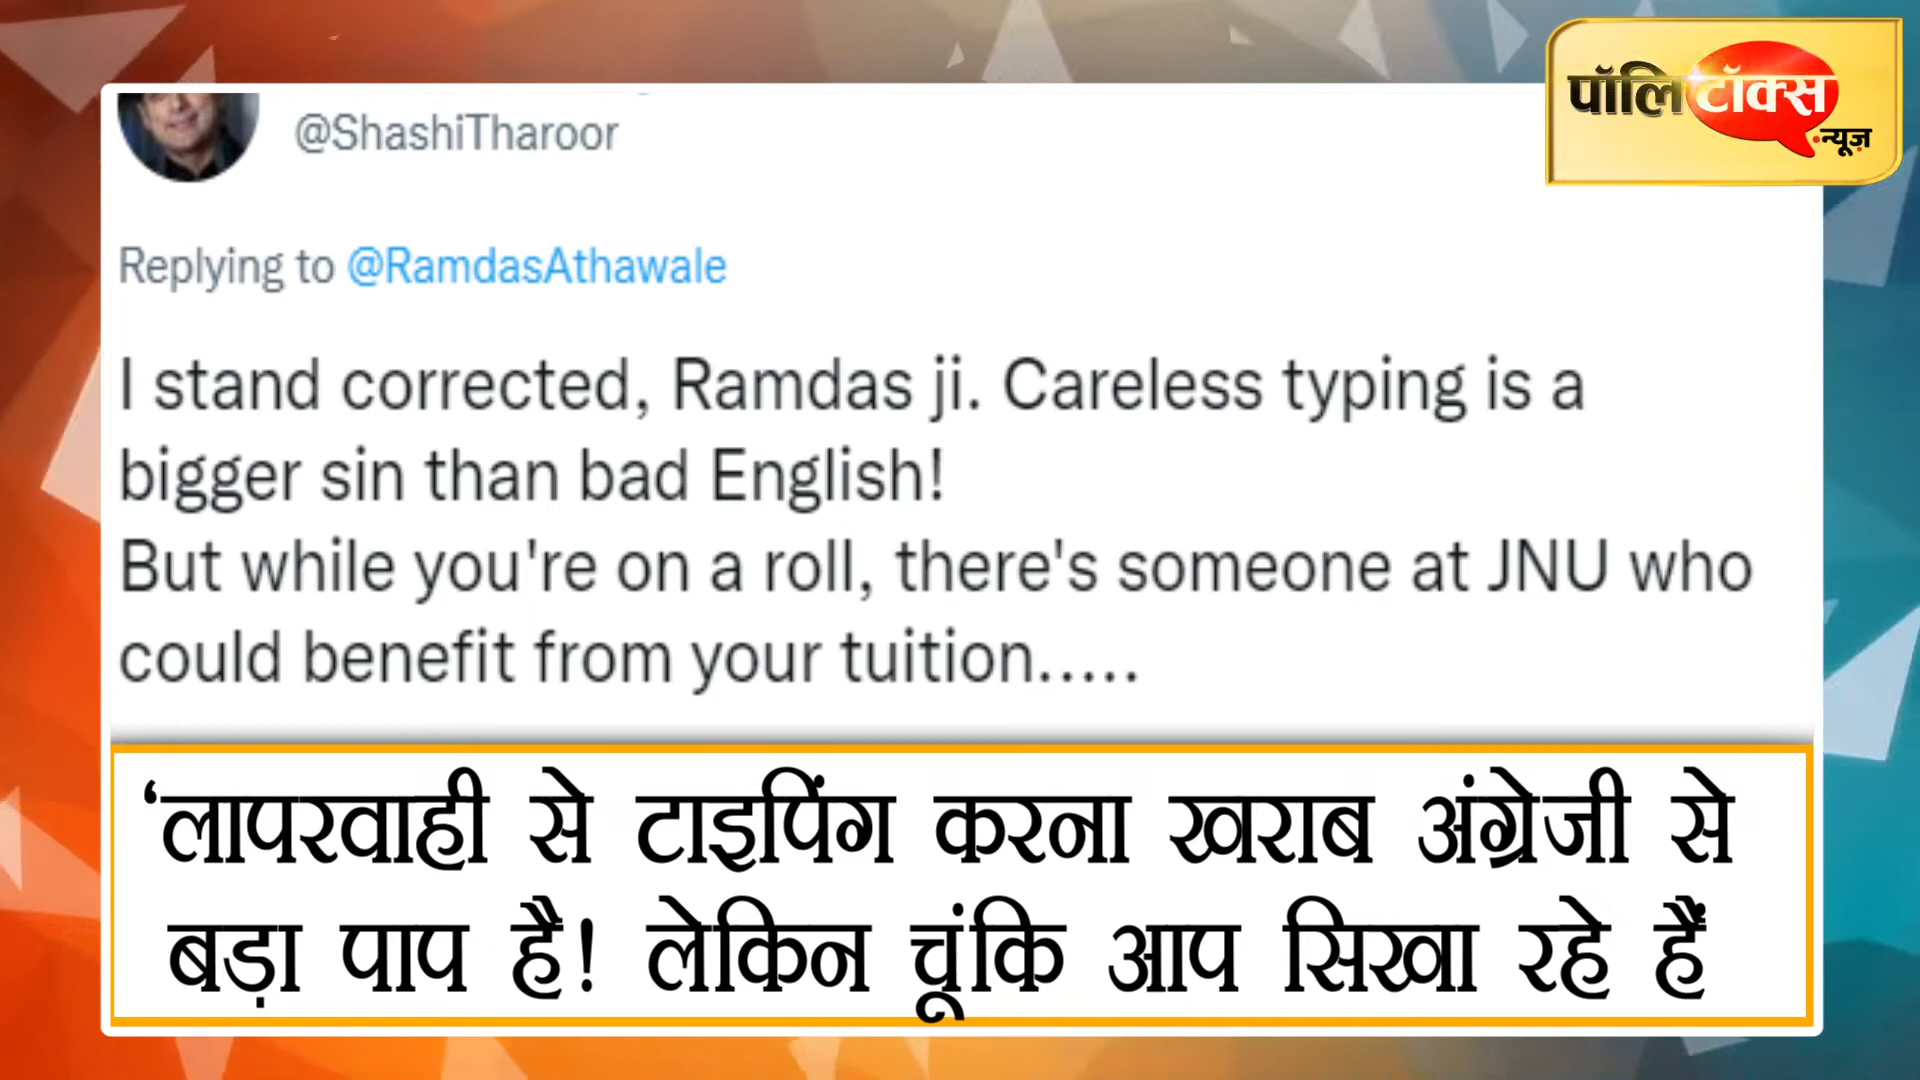 पॉलिटॉक्स
न्यूज़
@ShashiTharoor
Replying to @RamdasAthawale
I stand corrected, Ramdas ji. Careless typing is a
bigger sin than bad English!
But while you're on a roll, there's someone at JNU who
could benefit from your tuition.....
‘लापरवाही से टाइपिंग करना खराब अंग्रेजी से
बड़ा पाप है! लेकिन चूंकि आप सिखा रहे हैं